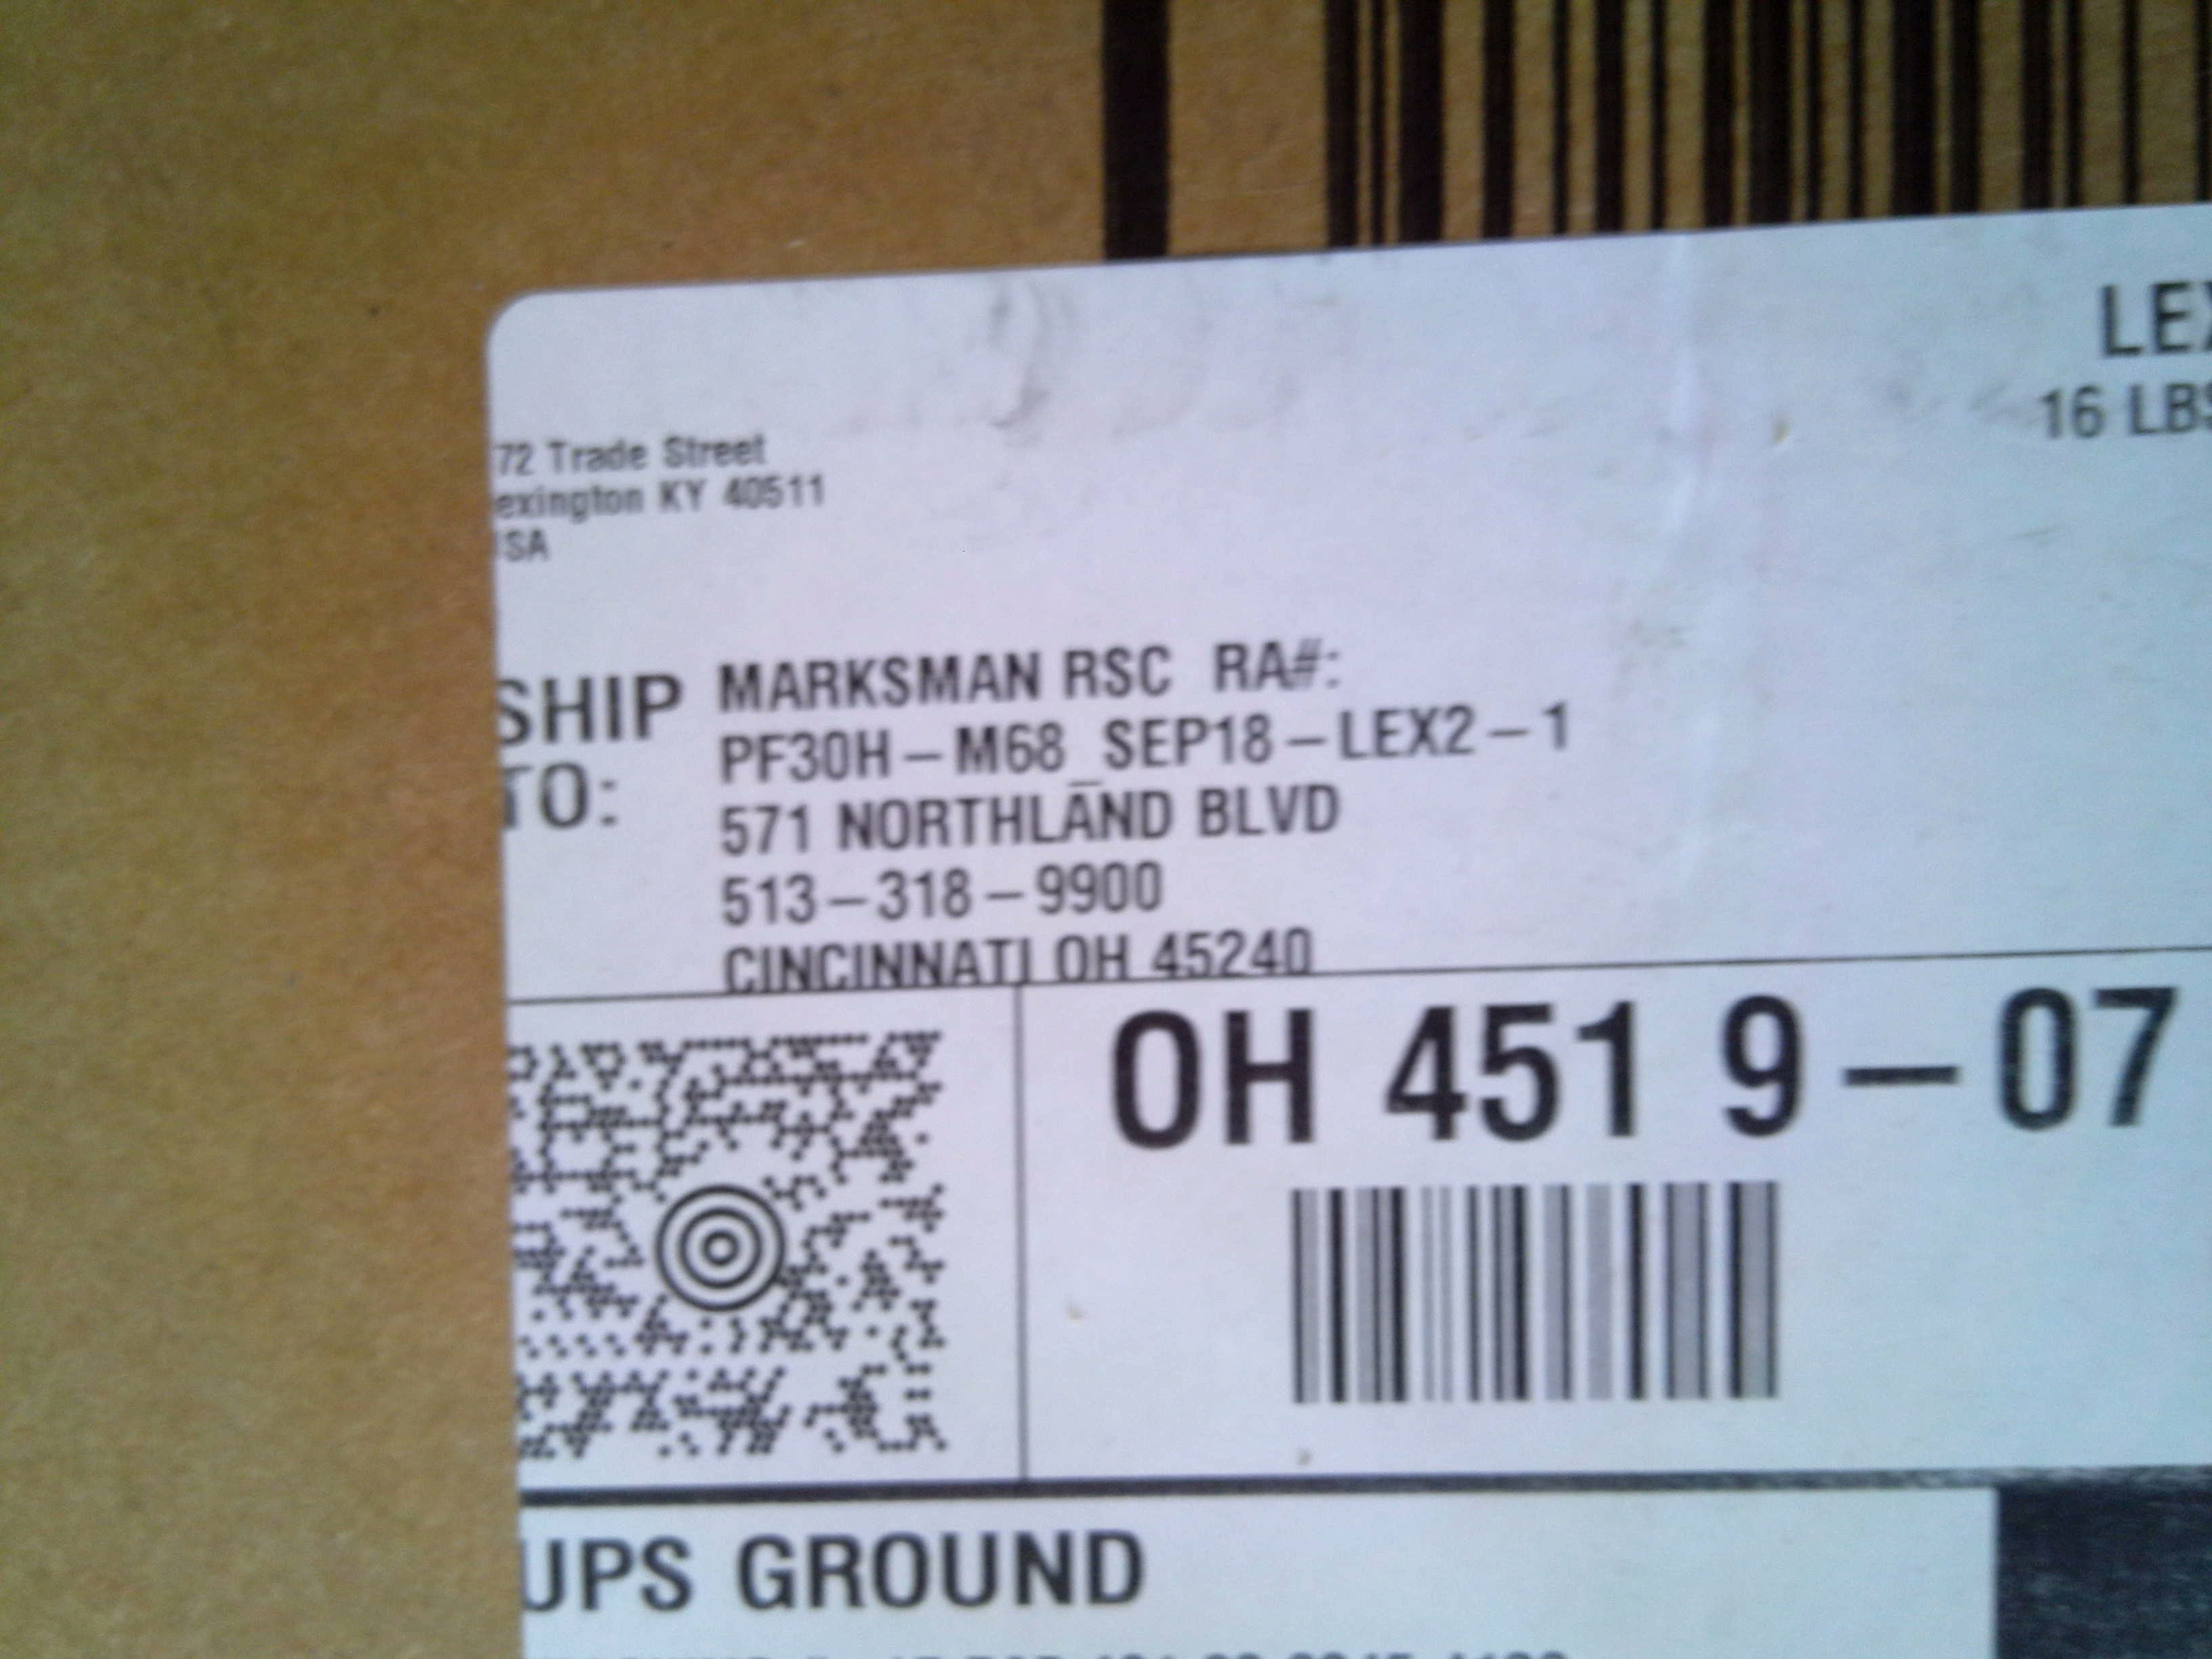 LEX
16 LBS
72 Trade Street
exington KY 40511
SA
SHIP TO:
MARKSMAN RSC RA#:
PF30H-M68_SEP18-LEX2-1
571 NORTHLAND BLVD
513-318-9900
CINCINNATI OH 45240
OH 451 9-07
UPS GROUND